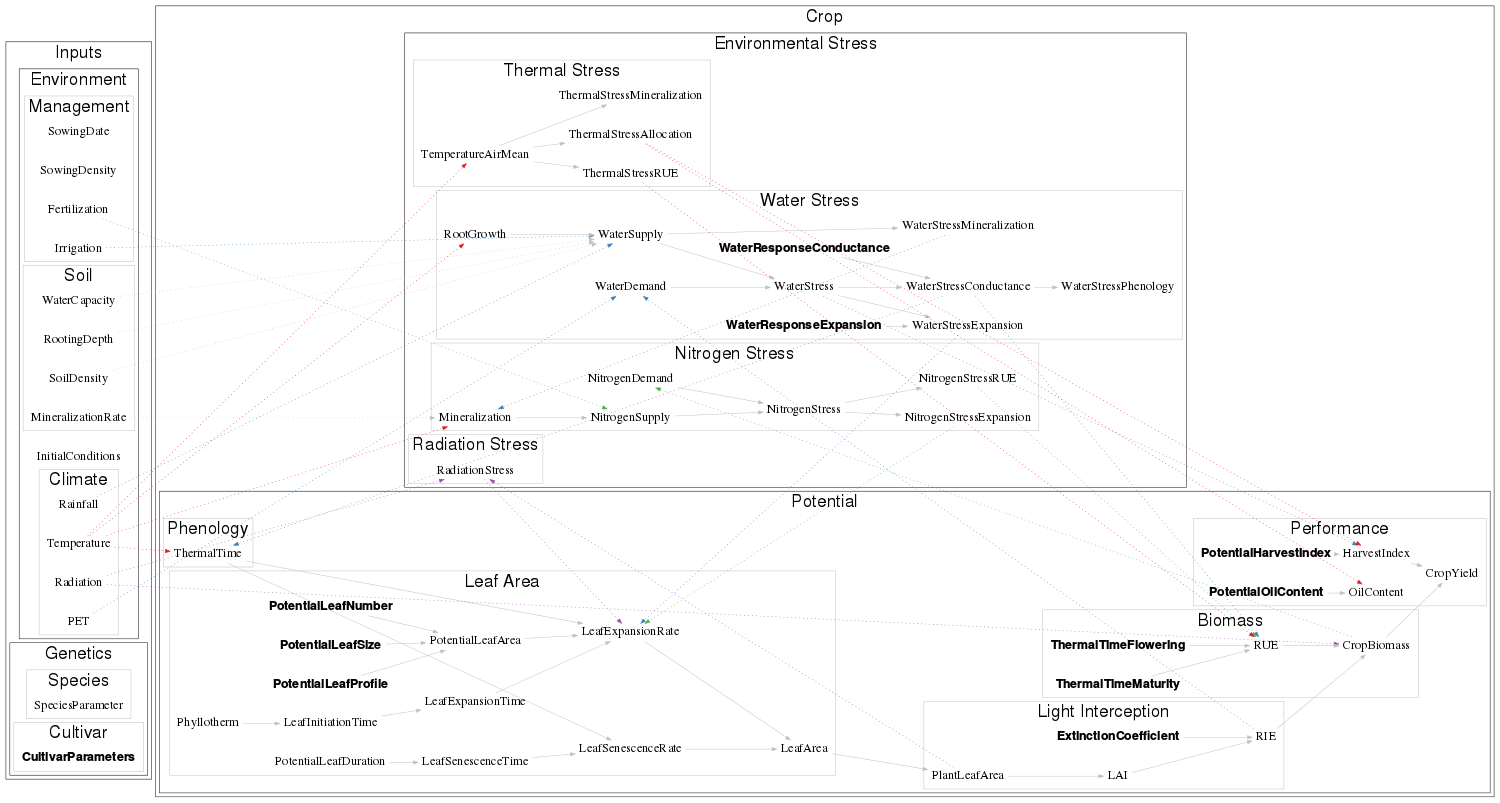 Crop
Inputs
Environment
Management
SowingDate
SowingDensity
Fertilization
Irrigation
Soil
WaterCapacity
RootingDepth
SoilDensity
MineralizationRate
InitialConditions
Climate
Rainfall
Temperature
Radiation
PET
Genetics
Species
SpeciesParameter
Cultivar
CultivarParameters
Environmental Stress
Thermal Stress
ThermalStressMineralization
ThermalStressAllocation
TemperatureAirMean
ThermalStressRUE
Water Stress
WaterStressMineralization
RootGrowth
WaterSupply
WaterResponseConductance
WaterDemand
WaterStress
WaterStressConductance
WaterStressPhenology
WaterResponseExpansion
WaterStressExpansion
Nitrogen Stress
NitrogenDemand
NitrogenStressRUE
NitrogenStress
Mineralization
NitrogenSupply
NitrogenStressExpansion
Radiation Stress
RadiationStress
Potential
Phenology
ThermalTime
Leaf Area
PotentialLeafNumber
LeafExpansionRate
PotentialLeafSize
PotentialLeafArea
PotentialLeafProfile
LeafExpansionTime
Phyllotherm
LeafInitiationTime
LeafSenescenceRate
LeafArea
PotentialLeafDuration
LeafSenescenceTime
Performance
PotentialHarvestIndex
HarvestIndex
CropYield
PotentialOilContent
OilContent
Biomass
ThermalTimeFlowering
RUE
CropBiomass
ThermalTimeMaturity
Light Interception
ExtinctionCoefficient
RIE
PlantLeafArea
LAI